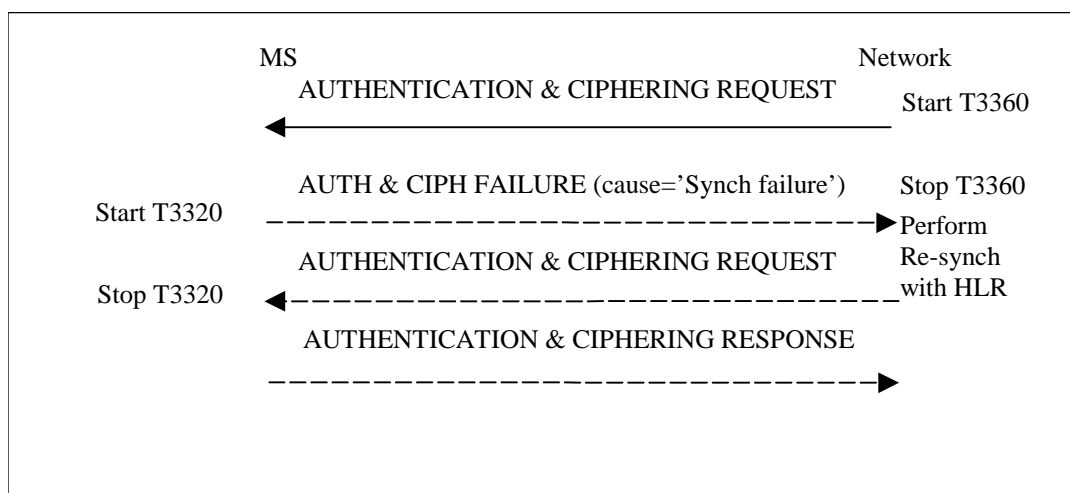 MS
Network
AUTHENTICATION & CIPHERING REQUEST
Start T3360
AUTH & CIPH FAILURE (cause='Synch failure')
Stop T3360
Start T3320
Perform
Re-synch
with HLR
AUTHENTICATION & CIPHERING REQUEST
Stop T3320
AUTHENTICATION & CIPHERING RESPONSE